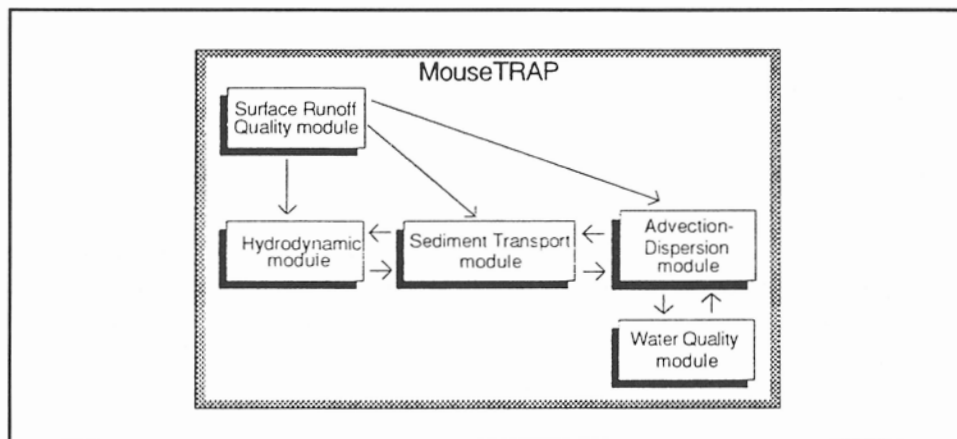 MouseTRAP
Surface Runoff
Quality module
Hydrodynamic
module
Sediment Transport
module
Advection-
Dispersion
module
Water Quality
module